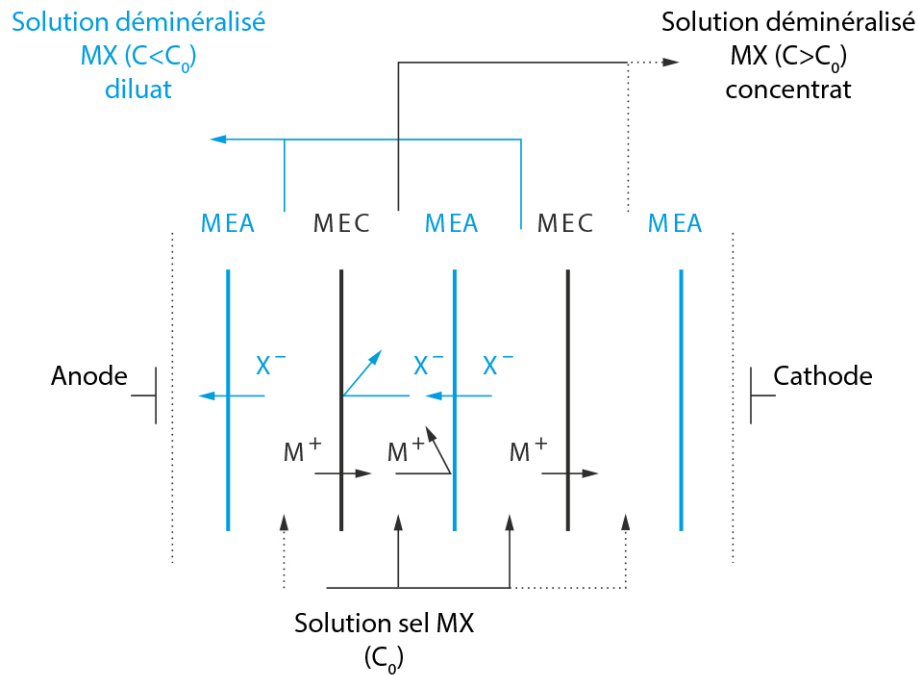 Solution déminéralisé
MX (C<C₀)
diluat
Solution déminéralisé
MX (C>C₀)
concentrat
MEA
MEC
MEA
MEC
MEA
Anode
X⁻
X⁻
X⁻
Cathode
M⁺
M⁺
M⁺
Solution sel MX
(C₀)